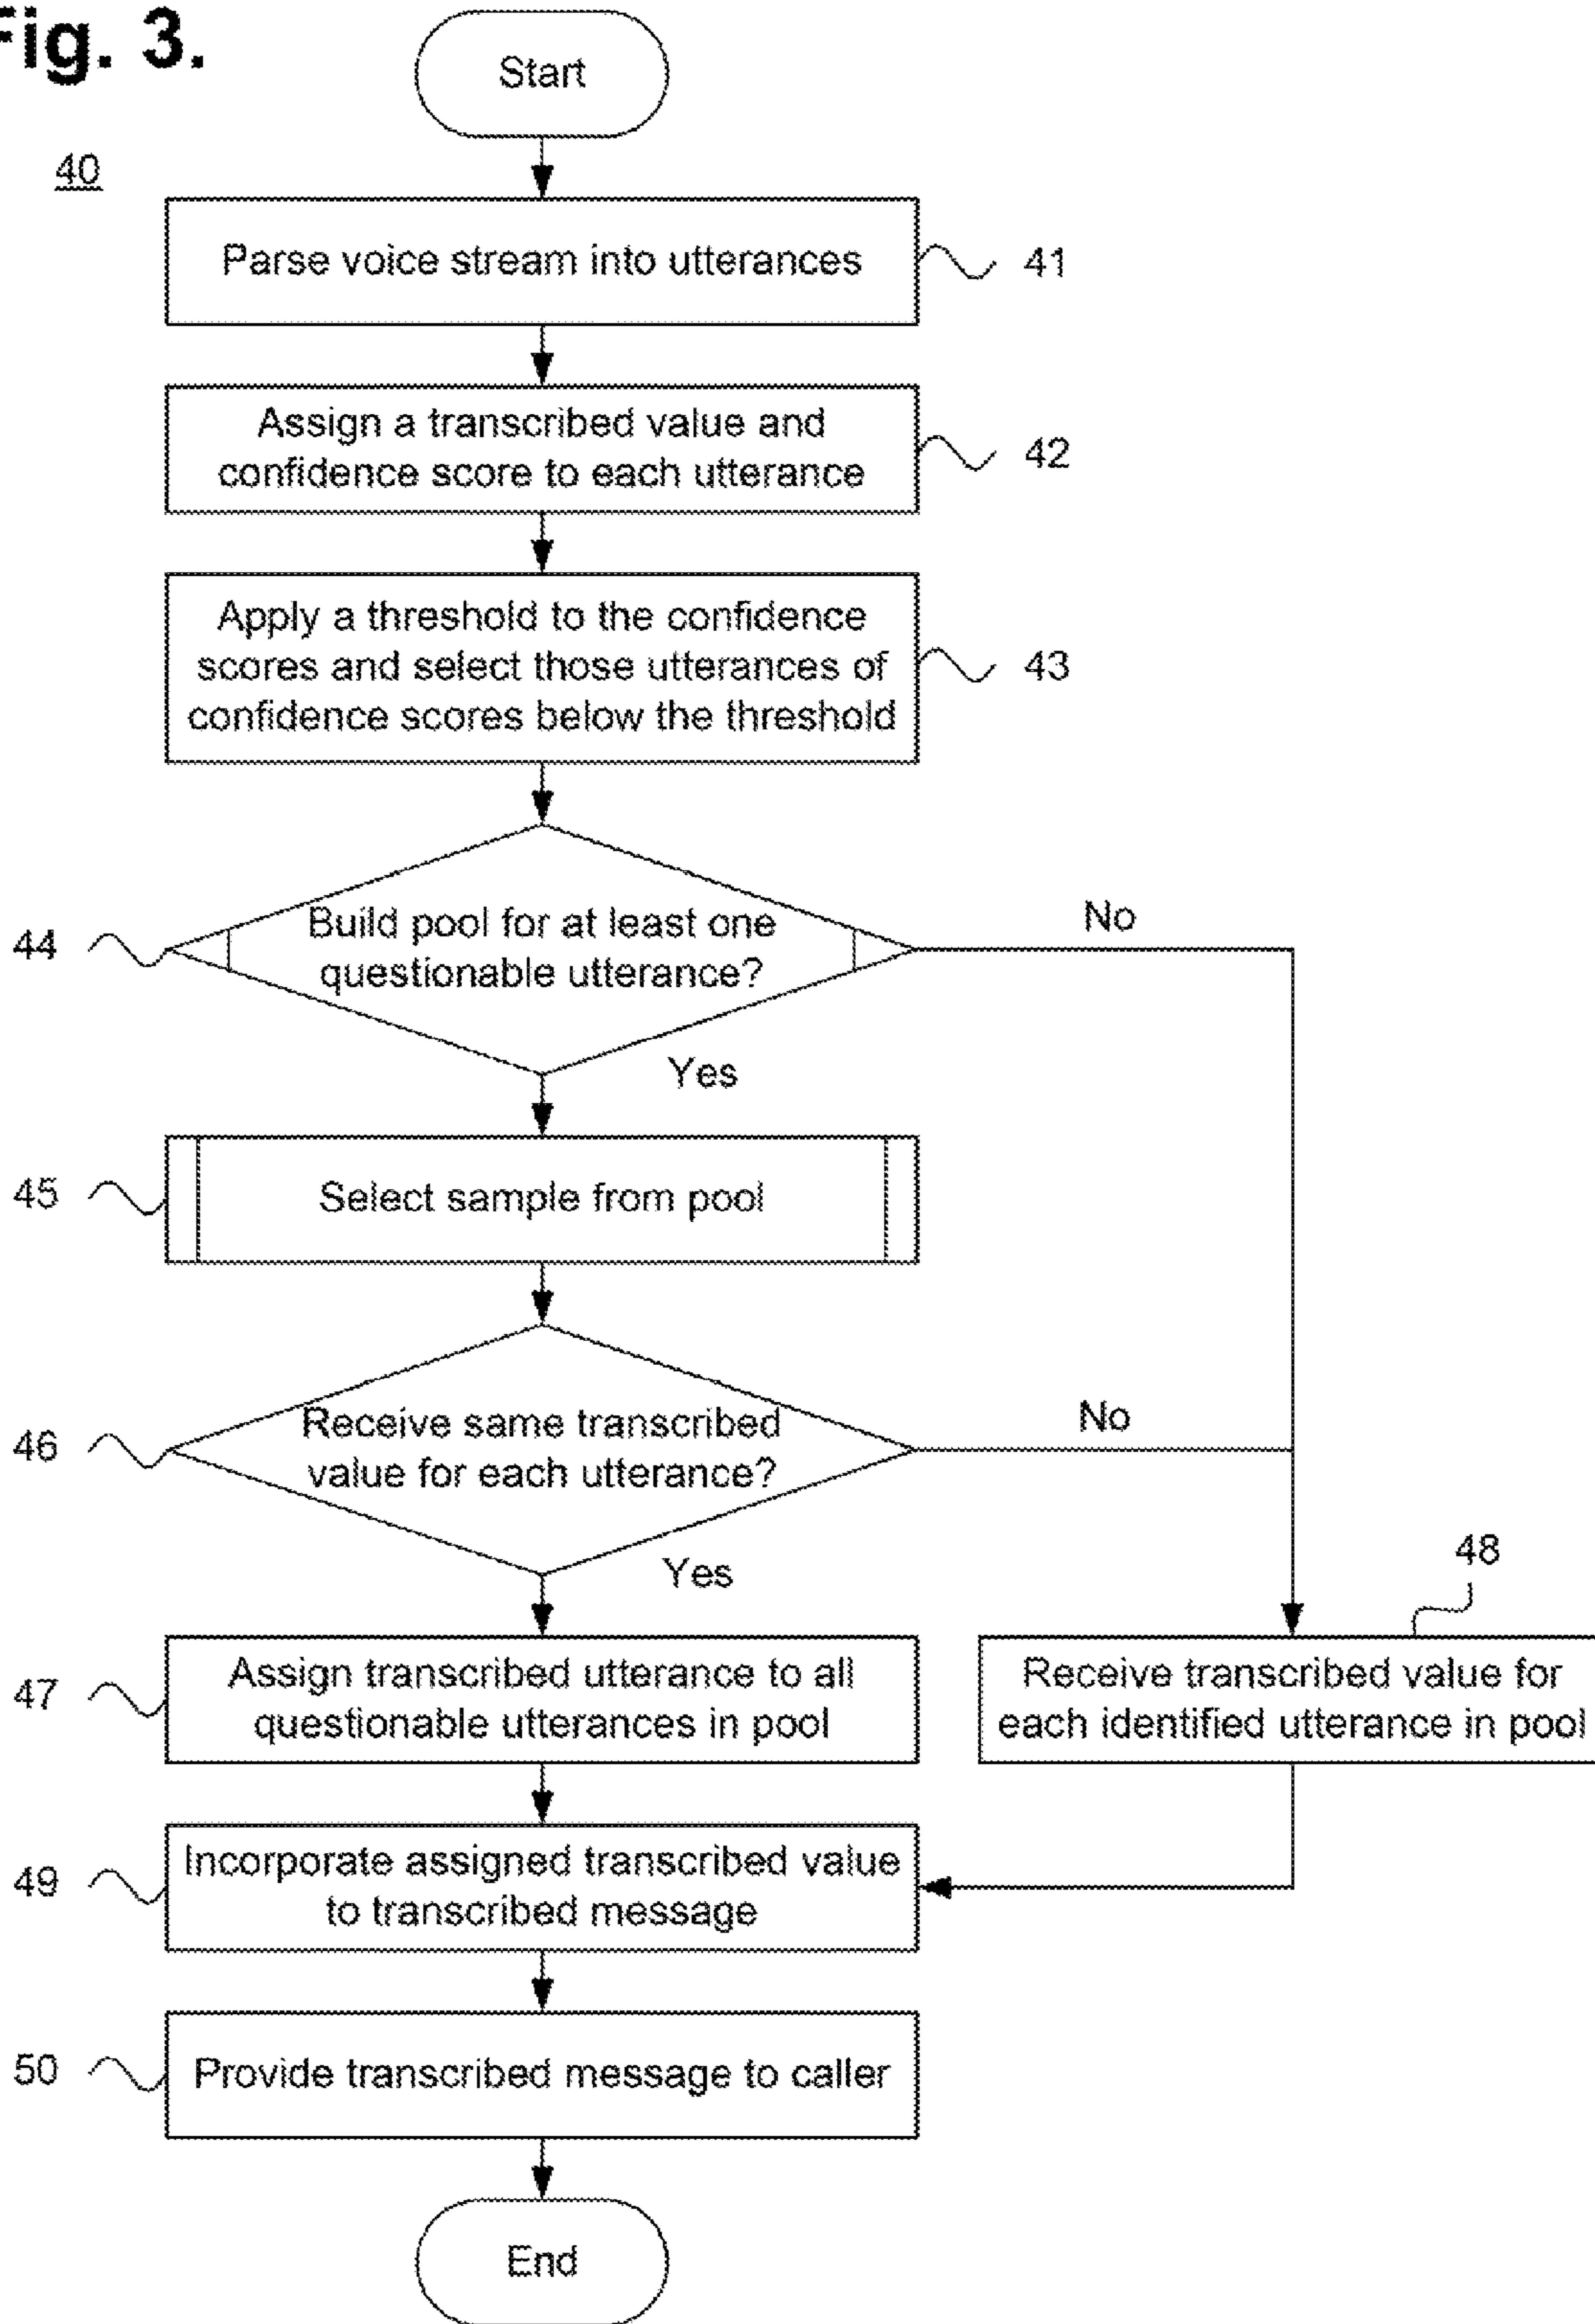 Fig. 3.
Start
40
Parse voice stream into utterances
41
Assign a transcribed value and
confidence score to each utterance
42
Apply a threshold to the confidence
scores and select those utterances of
confidence scores below the threshold
43
44
Build pool for at least one
questionable utterance?
No
Yes
45
Select sample from pool
46
Receive same transcribed
value for each utterance?
No
Yes
48
47
Assign transcribed utterance to all
questionable utterances in pool
Receive transcribed value for
each identified utterance in pool
49
Incorporate assigned transcribed value
to transcribed message
50
Provide transcribed message to caller
End